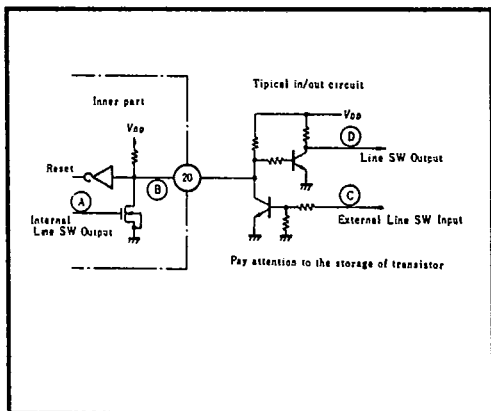 Tipical in/out circuit
Inner part
VDD
VDD
D
Reset
Line SW Output
B
20
A
C
Internal
Line SW Output
External Line SW Input
Pay attention to the storage of transistor